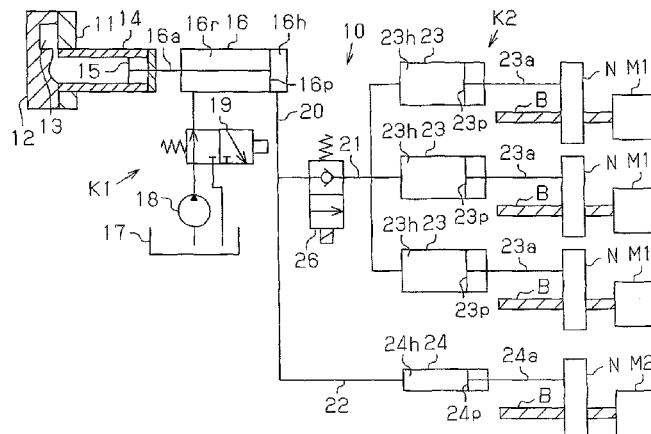 11 14 16a 16r 16 16h 10 23h 23 K2
15 23a N M1
16p B
12 13 19 20 23p
23h 23 23a N M1
21
K1 B
18 23p
17 26 23h 23 23a N M1
B
23p
24h 24 24a N M2
B
22 24p